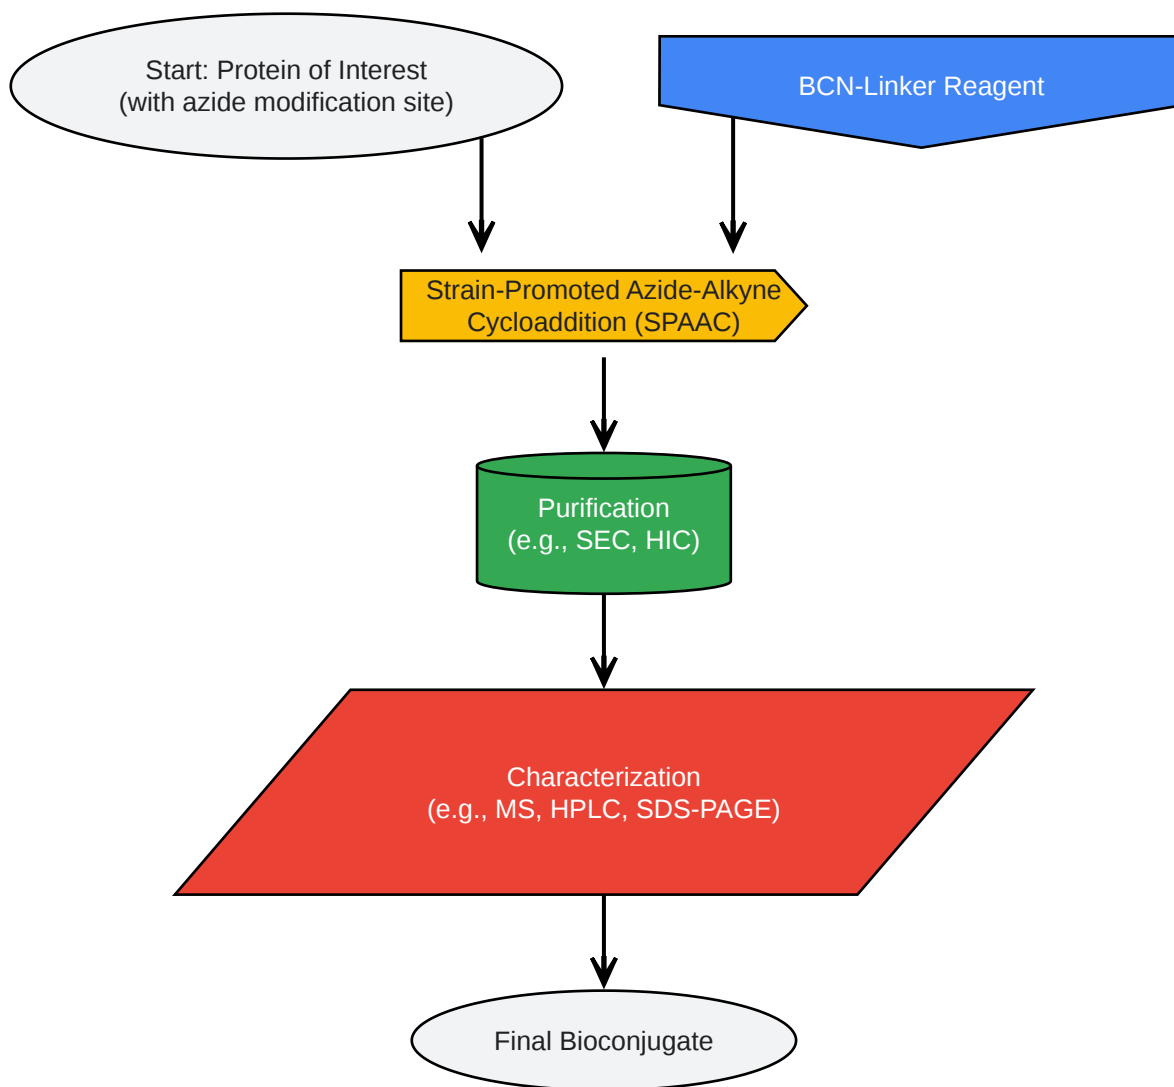 Start: Protein of Interest
(with azide modification site)
BCN-Linker Reagent
Strain-Promoted Azide-Alkyne
Cycloaddition (SPAAC)
Purification
(e.g., SEC, HIC)
Characterization
(e.g., MS, HPLC, SDS-PAGE)
Final Bioconjugate